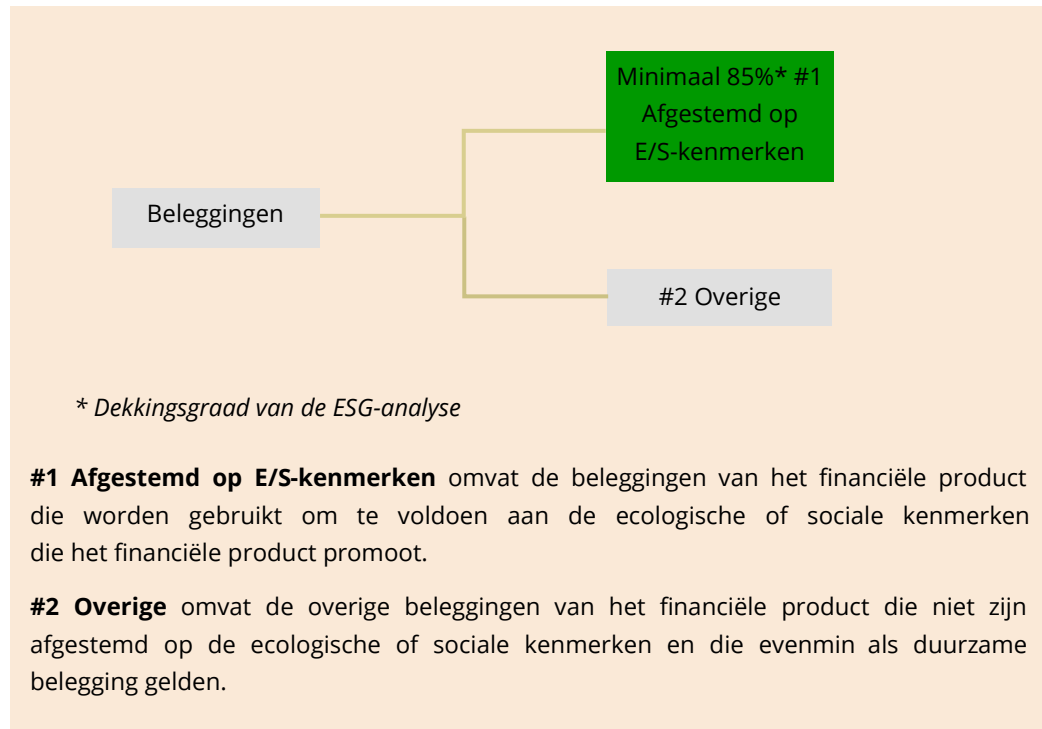 Minimaal 85%* #1
Afgestemd op
E/S-kenmerken
Beleggingen
#2 Overige
* Dekkingsgraad van de ESG-analyse
#1 Afgestemd op E/S-kenmerken omvat de beleggingen van het financiële product
die worden gebruikt om te voldoen aan de ecologische of sociale kenmerken
die het financiële product promoot.
#2 Overige omvat de overige beleggingen van het financiële product die niet zijn
afgestemd op de ecologische of sociale kenmerken en die evenmin als duurzame
belegging gelden.